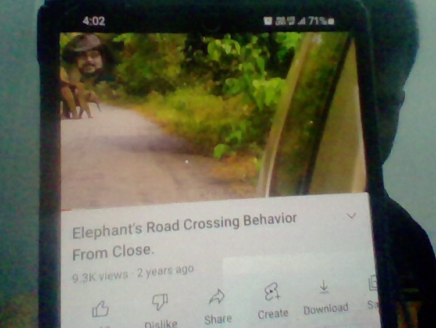 4:02
71%
Elephant's Road Crossing Behavior
From Close.
9.3K views · 2 years ago
Dislike
Share
Create
Download
Sa